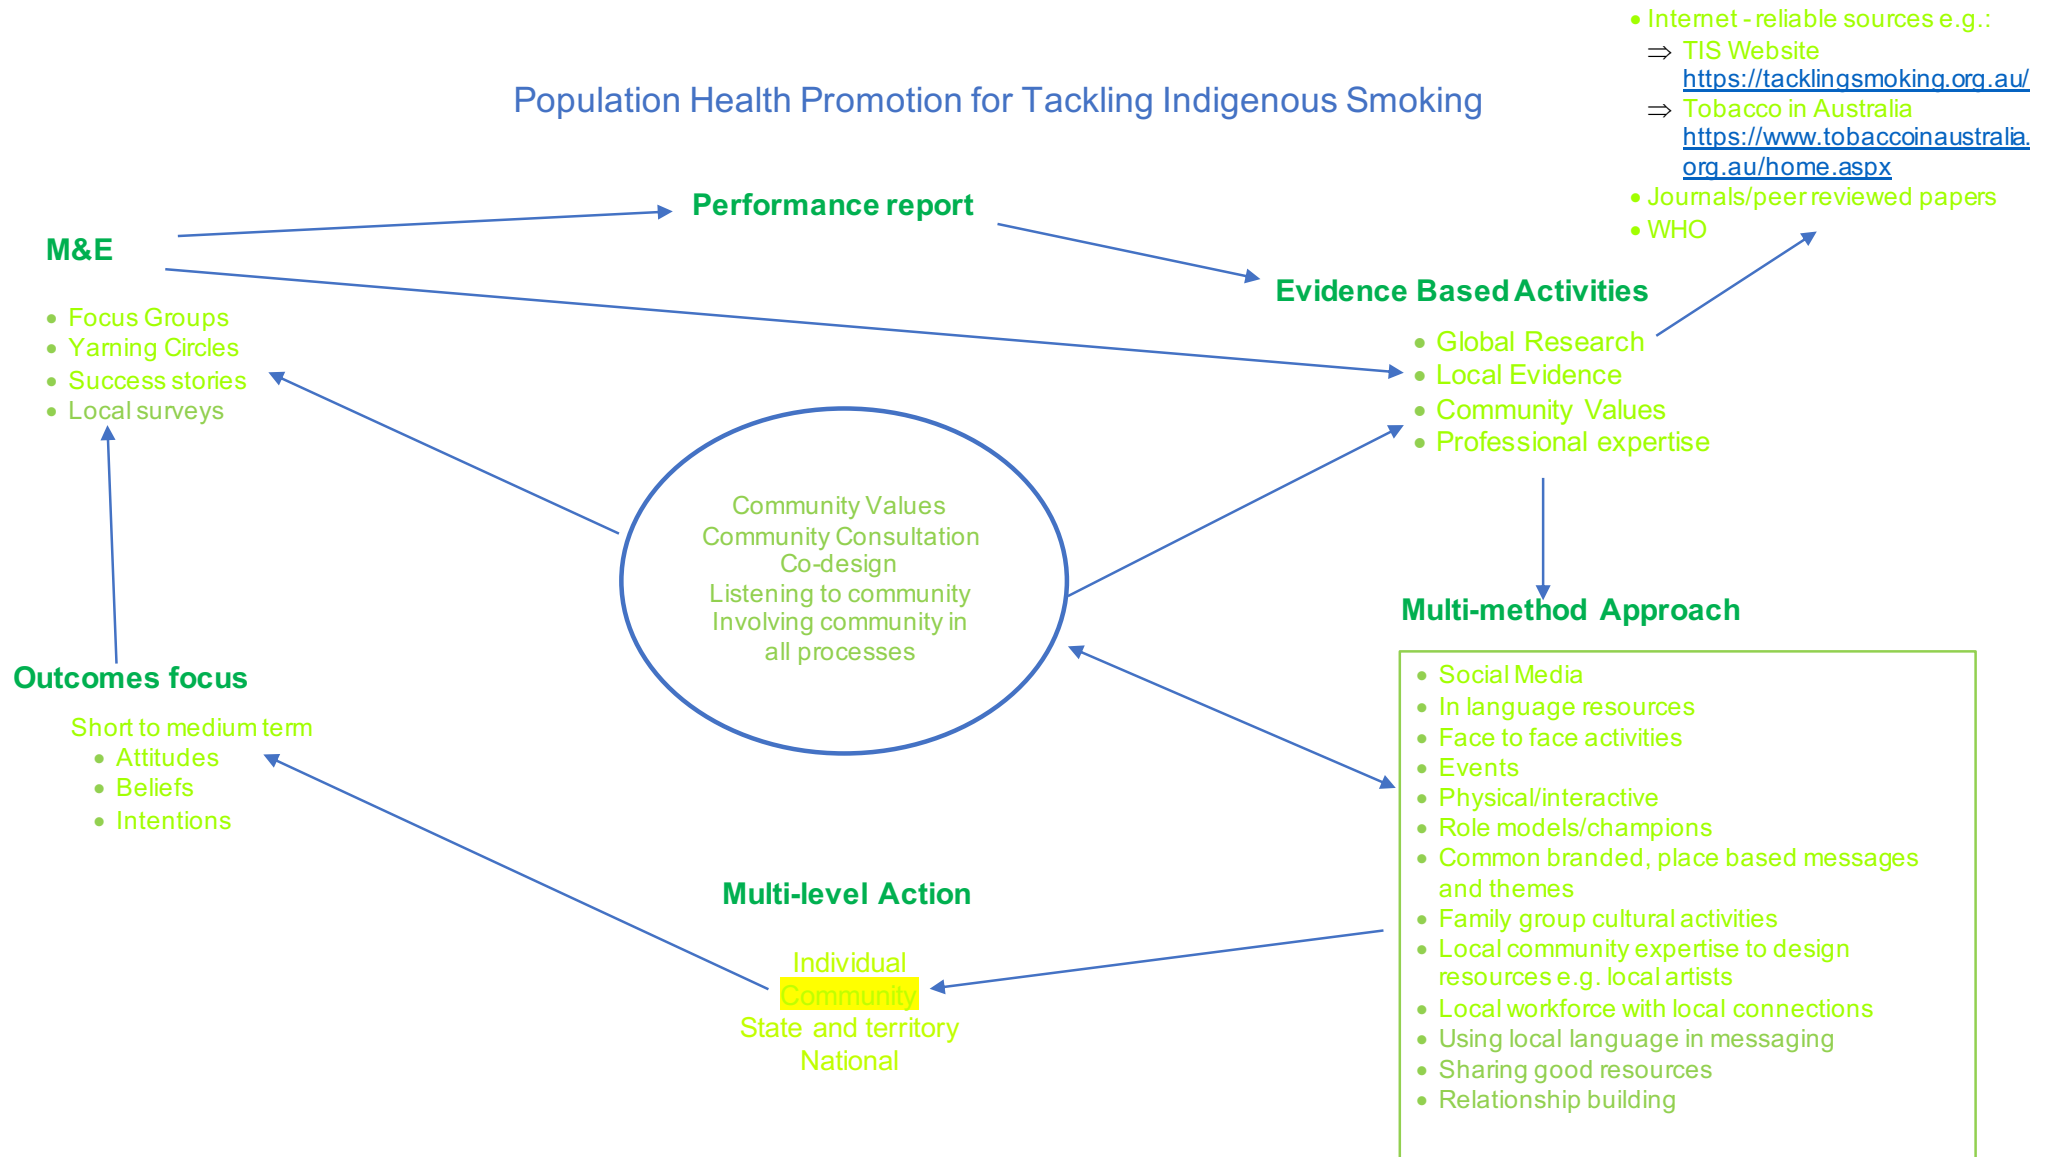 Population Health Promotion for Tackling Indigenous Smoking
• Internet - reliable sources e.g.:
⇒ TIS Website
https://tacklingsmoking.org.au/
⇒ Tobacco in Australia
https://www.tobaccoinaustralia.
org.au/home.aspx
• Journals/peer reviewed papers
• WHO
Performance report
M&E
• Focus Groups
• Yarning Circles
• Success stories
• Local surveys
Evidence Based Activities
• Global Research
• Local Evidence
• Community Values
• Professional expertise
Community Values
Community Consultation
Co-design
Listening to community
Involving community in
all processes
Multi-method Approach
• Social Media
• In language resources
• Face to face activities
• Events
• Physical/interactive
• Role models/champions
• Common branded, place based messages
and themes
• Family group cultural activities
• Local community expertise to design
resources e.g. local artists
• Local workforce with local connections
• Using local language in messaging
• Sharing good resources
• Relationship building
Outcomes focus
Short to medium term
• Attitudes
• Beliefs
• Intentions
Multi-level Action
Individual
Community
State and territory
National